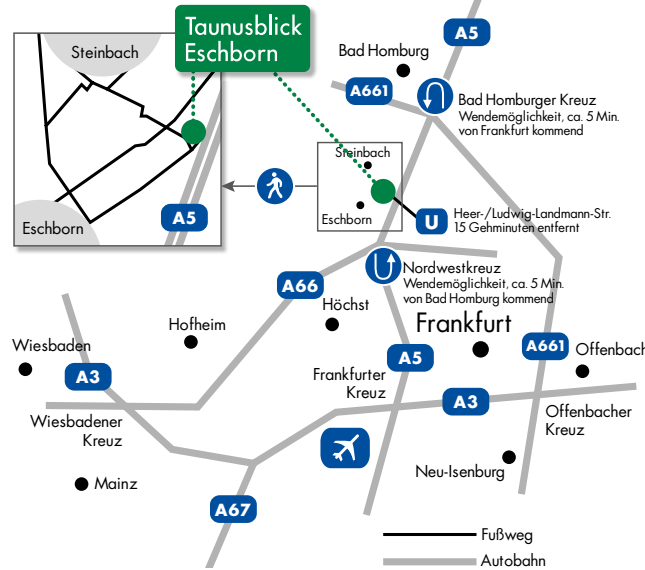 Taunusblick
Eschborn
A5
Steinbach
Bad Homburg
A661
Bad Homburger Kreuz
Wendemöglichkeit, ca. 5 Min.
von Frankfurt kommend
Steinbach
Eschborn
A5
Eschborn
U
Heer-/Ludwig-Landmann-Str.
15 Gehminuten entfernt
Nordwestkreuz
Wendemöglichkeit, ca. 5 Min.
von Bad Homburg kommend
A66
Höchst
Hofheim
Frankfurt
Wiesbaden
A3
A5
A661
Offenbach
Frankfurter
Kreuz
A3
Wiesbadener
Kreuz
Offenbacher
Kreuz
Neu-Isenburg
Mainz
A67
Fußweg
Autobahn